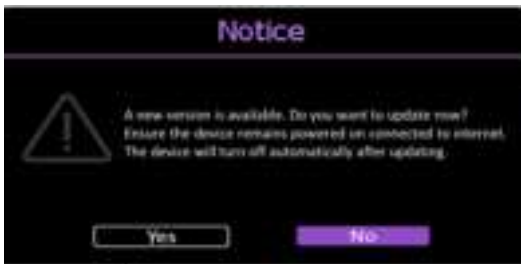 Notice
A new version is available. Do you want to update now?
Ensure the device remains powered on connected to internet.
The device will turn off automatically after updating.
Yes
No